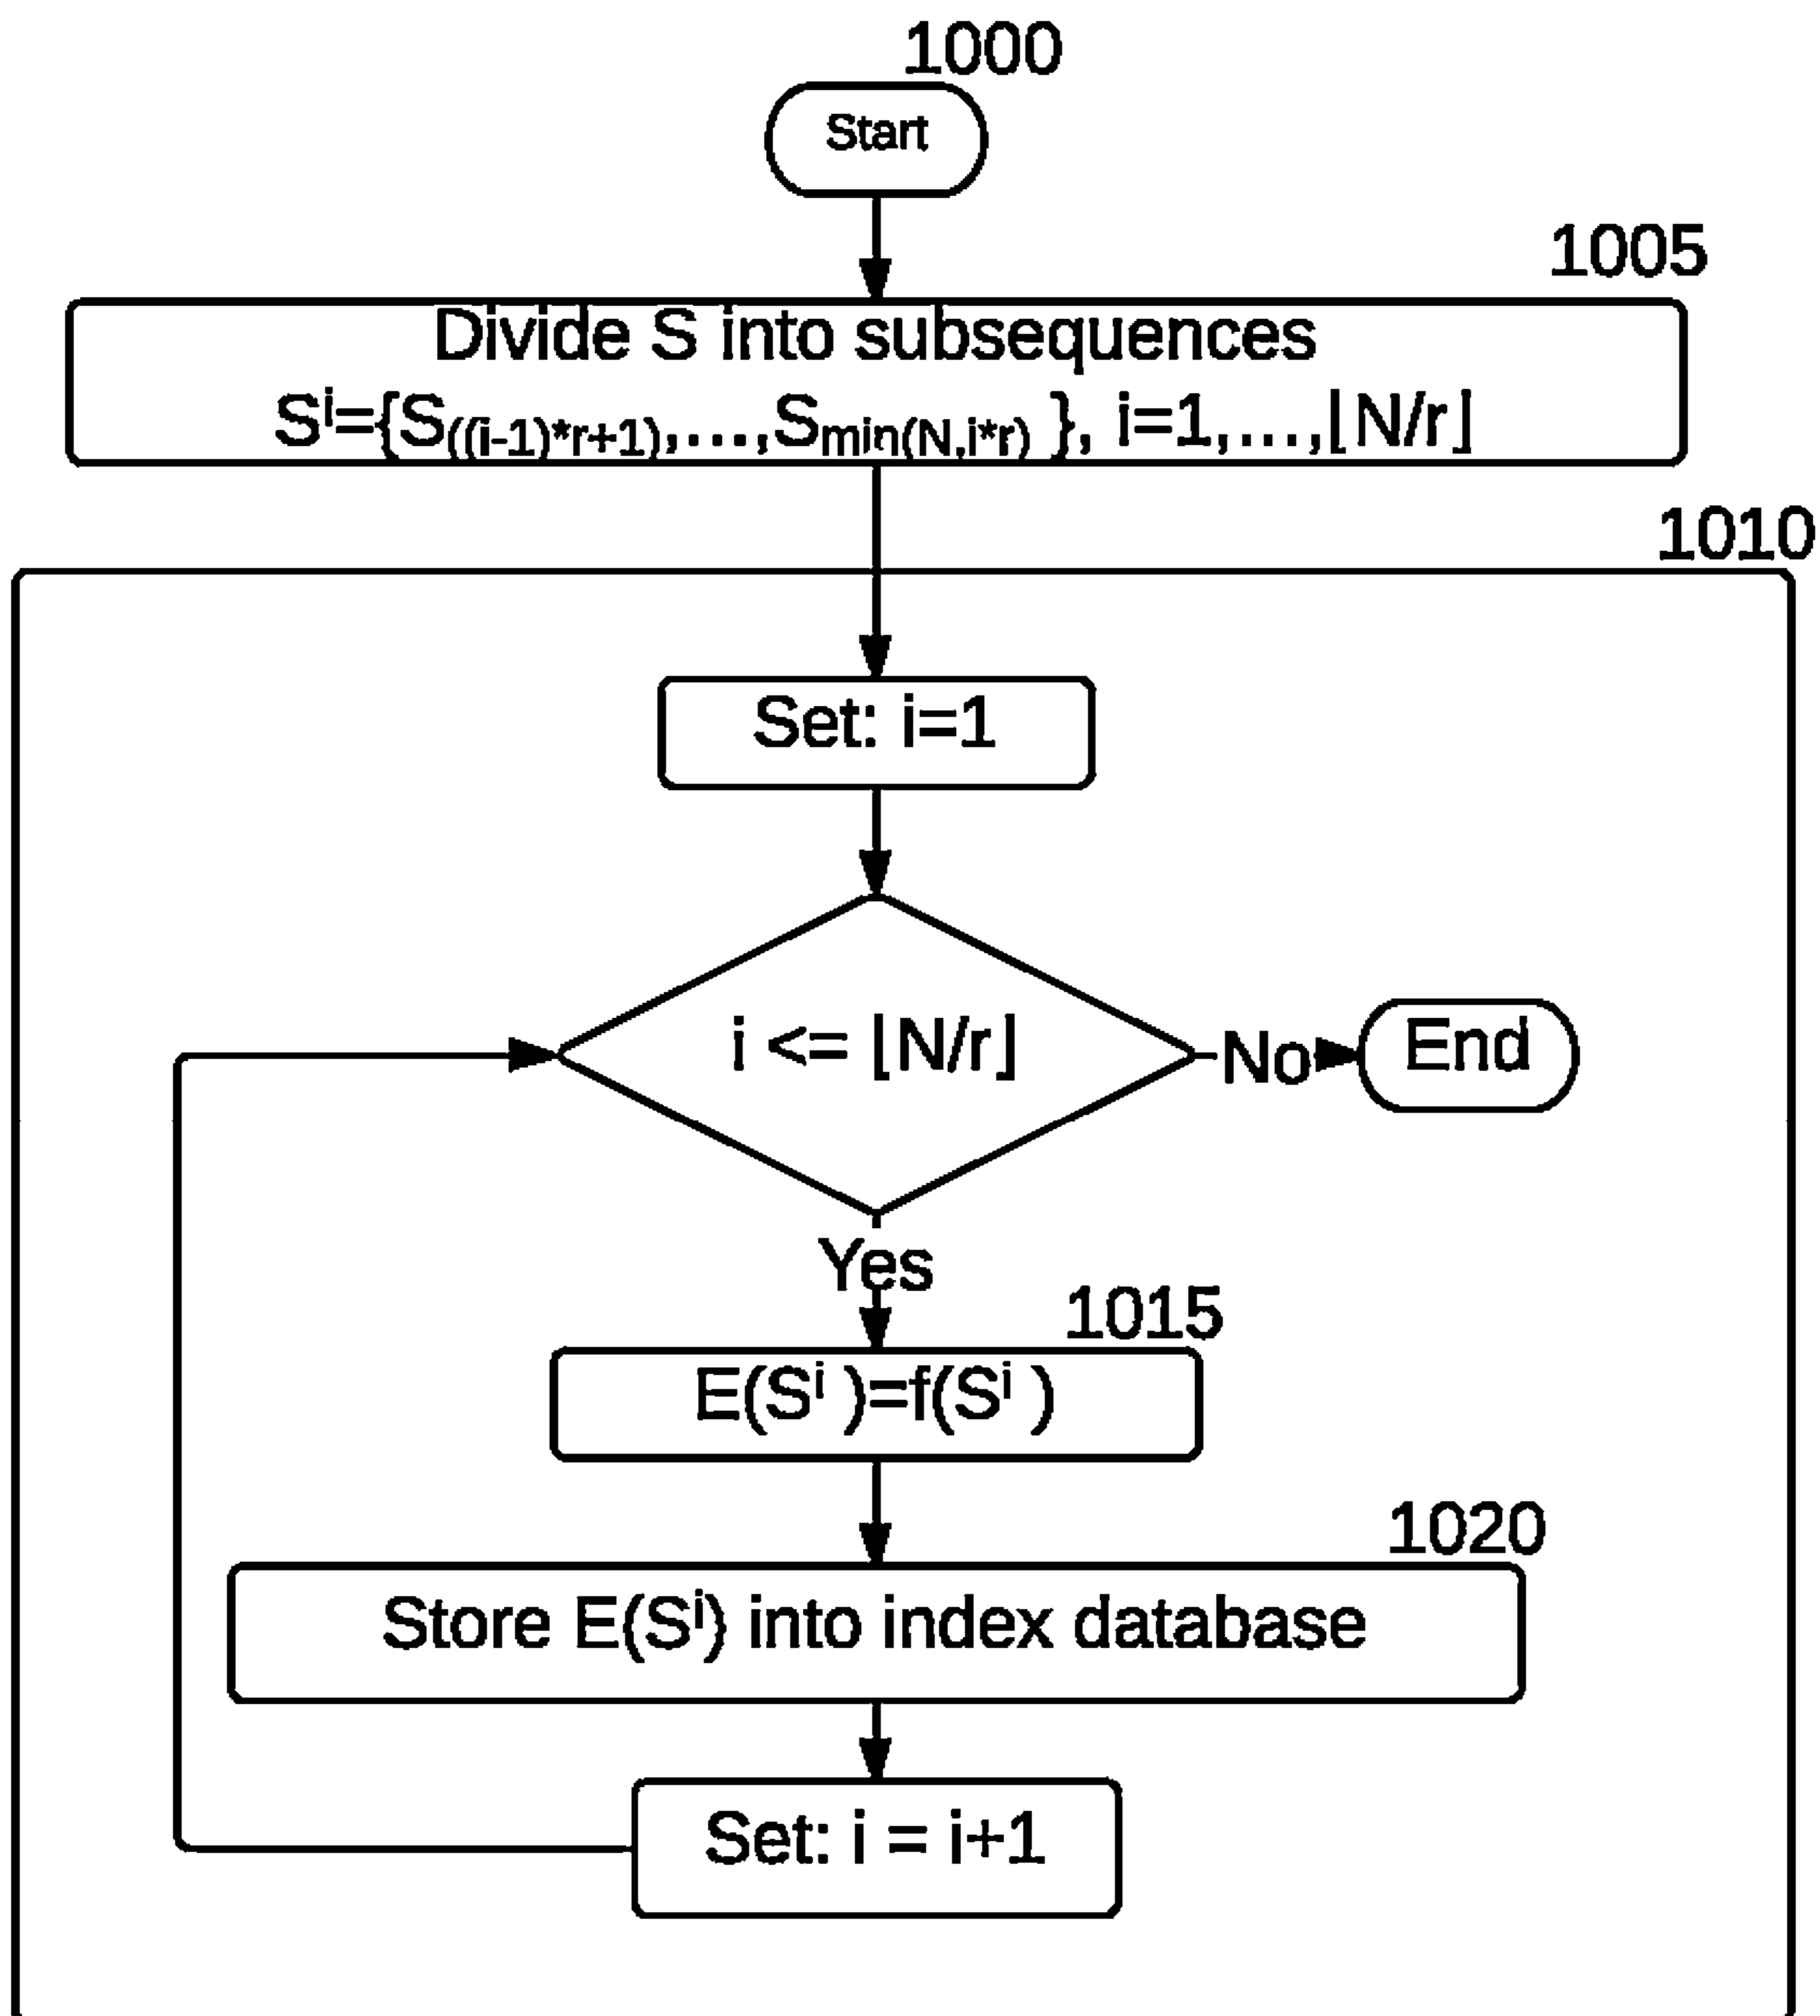 1000
Start
1005
Divide S into subsequences
Sⁱ={S₍₍ᵢ₋₁₎*ᵣ₊₁₎,...,Smin(N,i*r) }, i=1,...,⌊N/r⌋
1010
Set: i=1
i <= ⌊N/r⌋
No
End
Yes
1015
E(Sⁱ )=f(Sⁱ )
1020
Store E(Sⁱ) into index database
Set: i = i+1